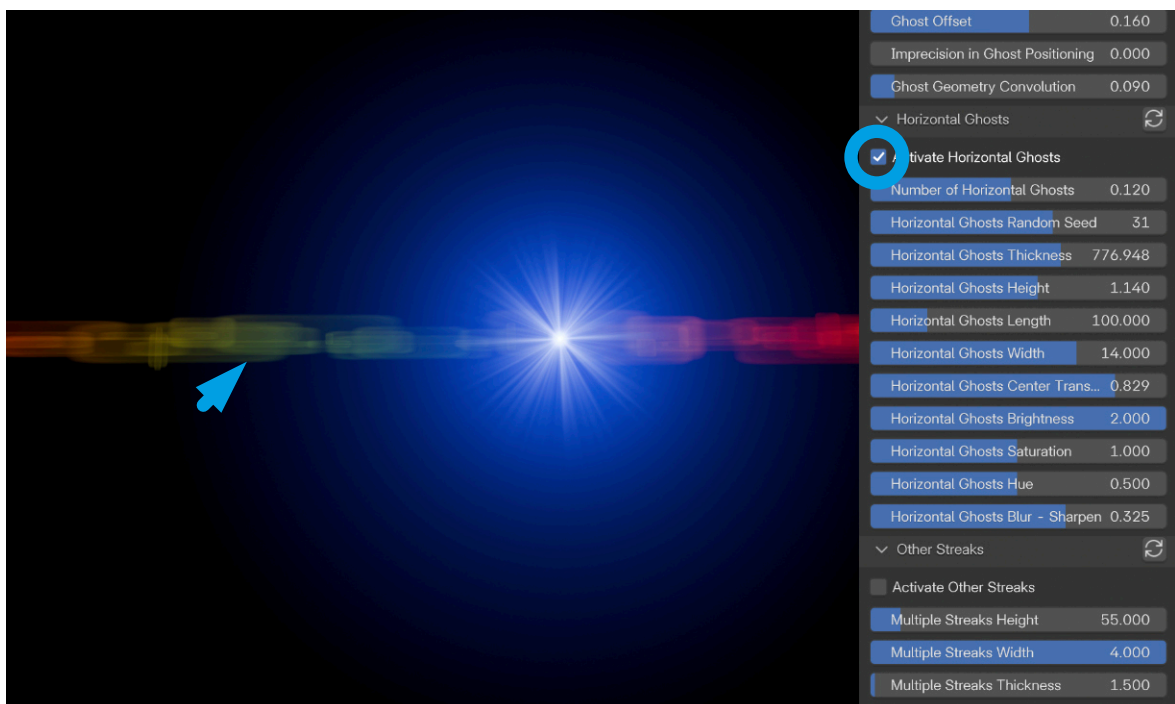 Ghost Offset 0.160
Imprecision in Ghost Positioning 0.000
Ghost Geometry Convolution 0.090
Horizontal Ghosts
Activate Horizontal Ghosts
Number of Horizontal Ghosts 0.120
Horizontal Ghosts Random Seed 31
Horizontal Ghosts Thickness 776.948
Horizontal Ghosts Height 1.140
Horizontal Ghosts Length 100.000
Horizontal Ghosts Width 14.000
Horizontal Ghosts Center Trans... 0.829
Horizontal Ghosts Brightness 2.000
Horizontal Ghosts Saturation 1.000
Horizontal Ghosts Hue 0.500
Horizontal Ghosts Blur - Sharpen 0.325
Other Streaks
Activate Other Streaks
Multiple Streaks Height 55.000
Multiple Streaks Width 4.000
Multiple Streaks Thickness 1.500